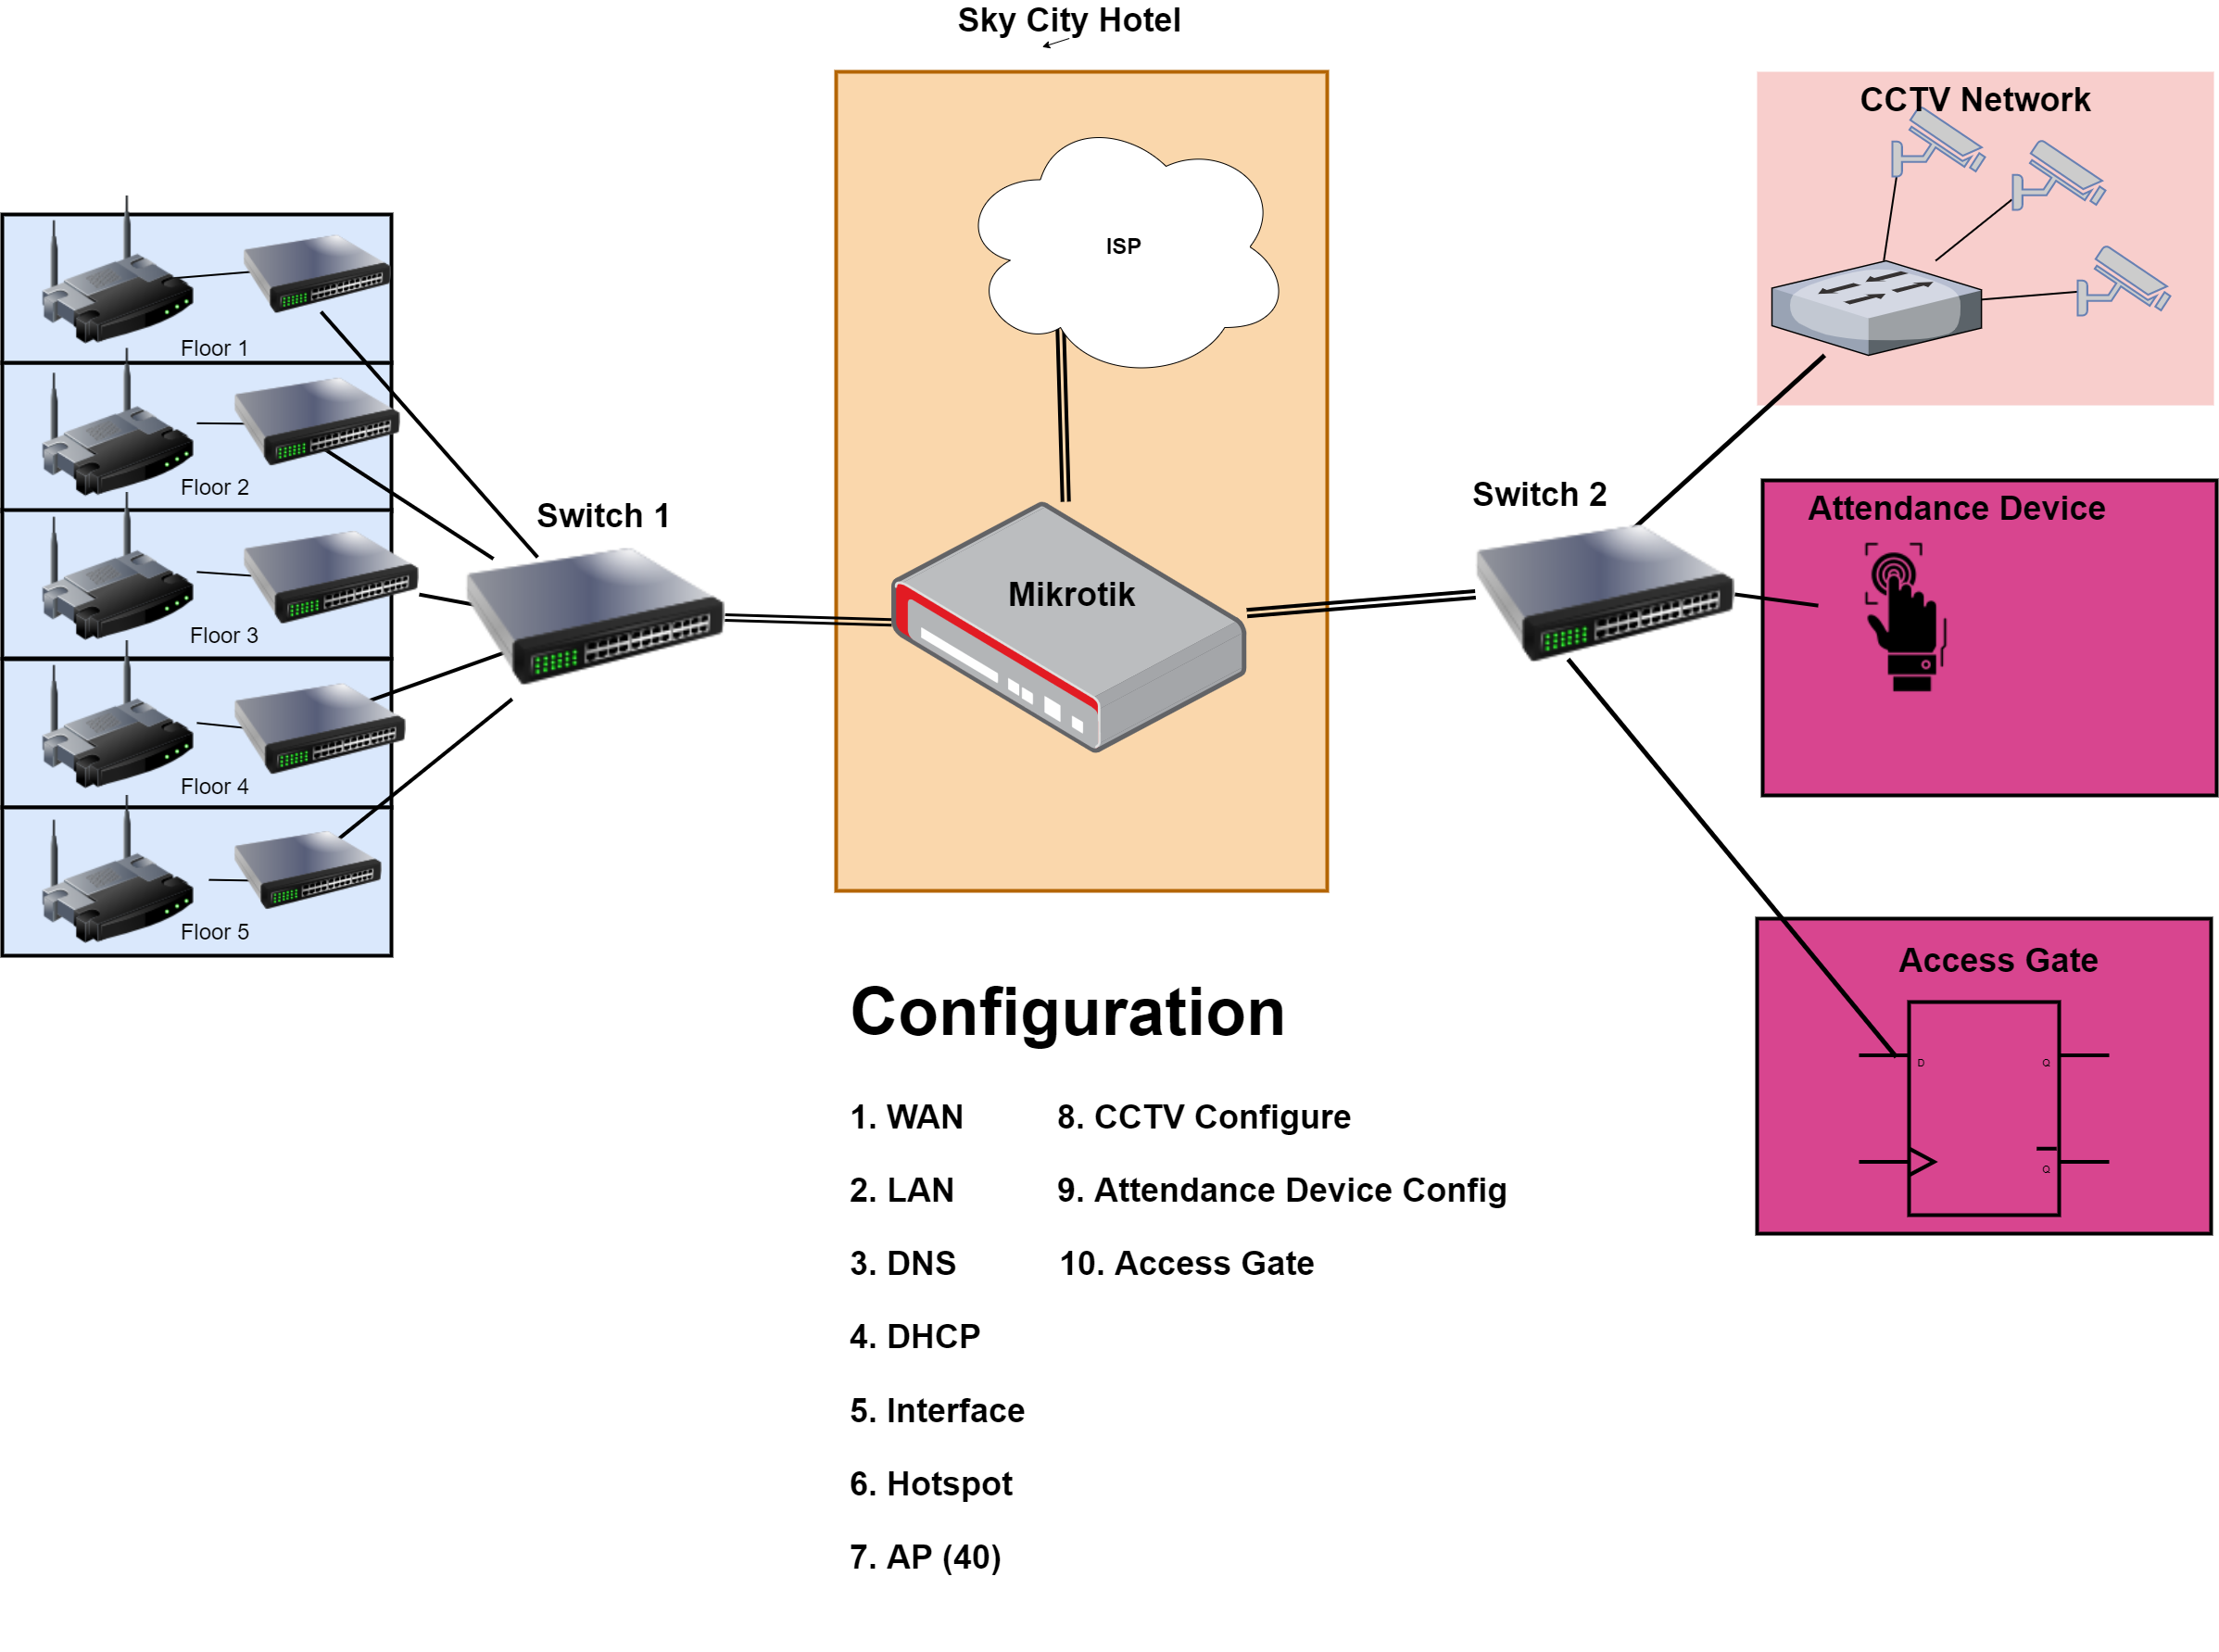 Sky City Hotel
CCTV Network
ISP
Floor 1
Floor 2
Switch 2
Attendance Device
Switch 1
Mikrotik
Floor 3
Floor 4
Floor 5
Access Gate
Configuration
D
Q
1. WAN
8. CCTV Configure
Q
2. LAN
9. Attendance Device Config
3. DNS
10. Access Gate
4. DHCP
5. Interface
6. Hotspot
7. AP (40)